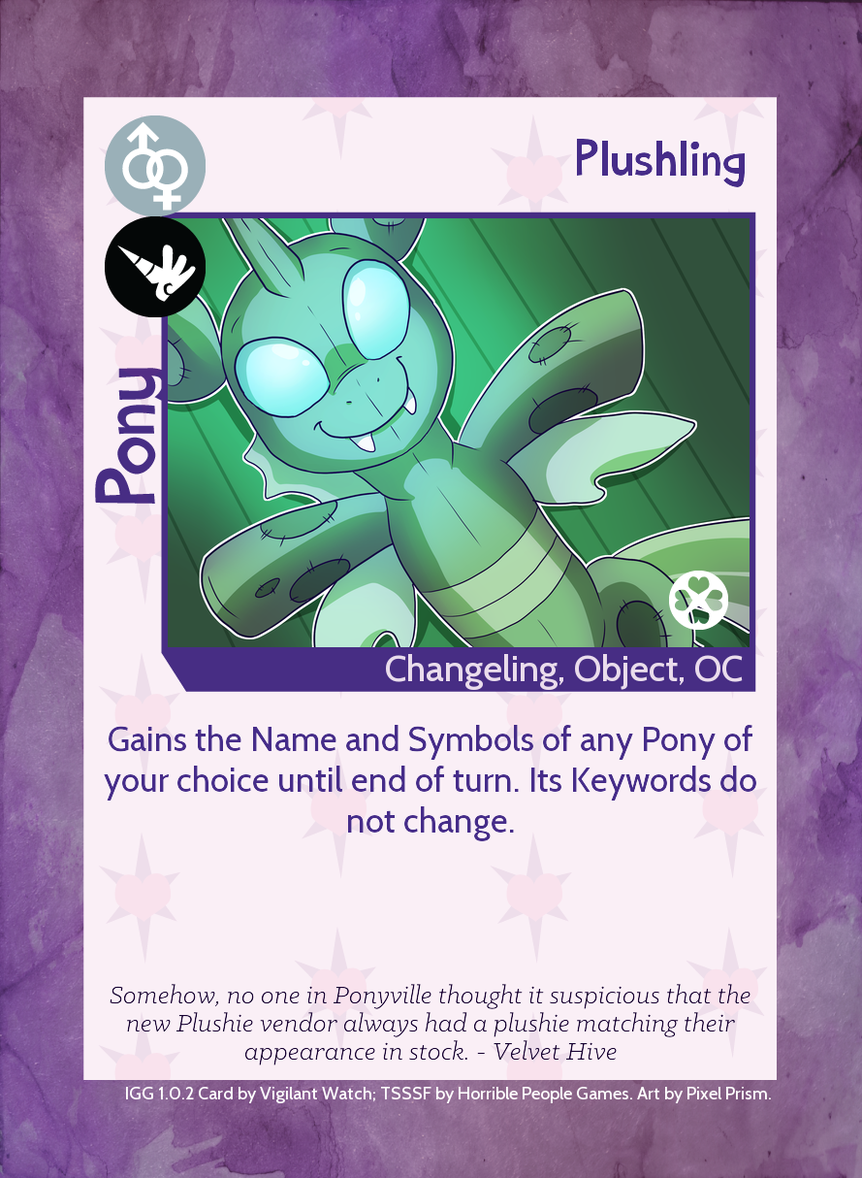 Plushling
Pony
Changeling, Object, OC
Gains the Name and Symbols of any Pony of
your choice until end of turn. Its Keywords do
not change.
Somehow, no one in Ponyville thought it suspicious that the
new Plushie vendor always had a plushie matching their
appearance in stock. - Velvet Hive
IGG 1.0.2 Card by Vigilant Watch; TSSSF by Horrible People Games. Art by Pixel Prism.